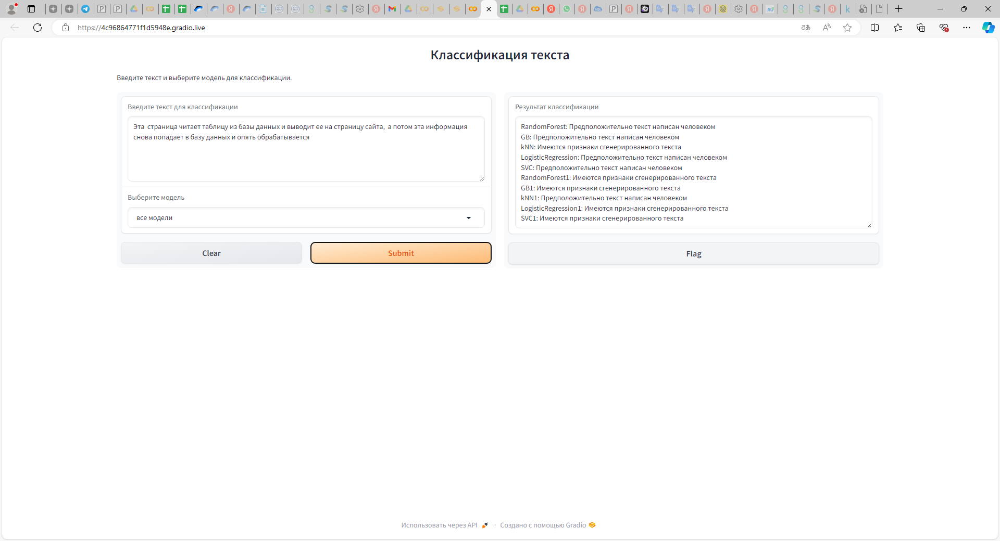 https://4c96864771f1d5948e.gradio.live
Классификация текста
Введите текст и выберите модель для классификации.
Введите текст для классификации
Эта  страница читает таблицу из базы данных и выводит ее на страницу сайта,  а потом эта информация
снова попадает в базу данных и опять обрабатывается
Выберите модель
все модели
Clear
Submit
Результат классификации
RandomForest: Предположительно текст написан человеком
GB: Предположительно текст написан человеком
kNN: Имеются признаки сгенерированного текста
LogisticRegression: Предположительно текст написан человеком
SVC: Предположительно текст написан человеком
RandomForest1: Имеются признаки сгенерированного текста
GB1: Имеются признаки сгенерированного текста
kNN1: Предположительно текст написан человеком
LogisticRegression1: Имеются признаки сгенерированного текста
SVC1: Имеются признаки сгенерированного текста
Flag
Использовать через API · Создано с помощью Gradio